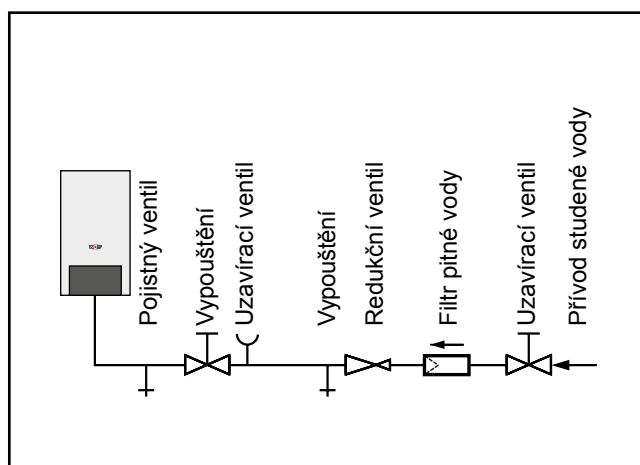 Pojistný ventil
Vypouštění
Uzavírací ventil
Vypouštění
Redukční ventil
Filtr pitné vody
Uzavírací ventil
Přívod studené vody